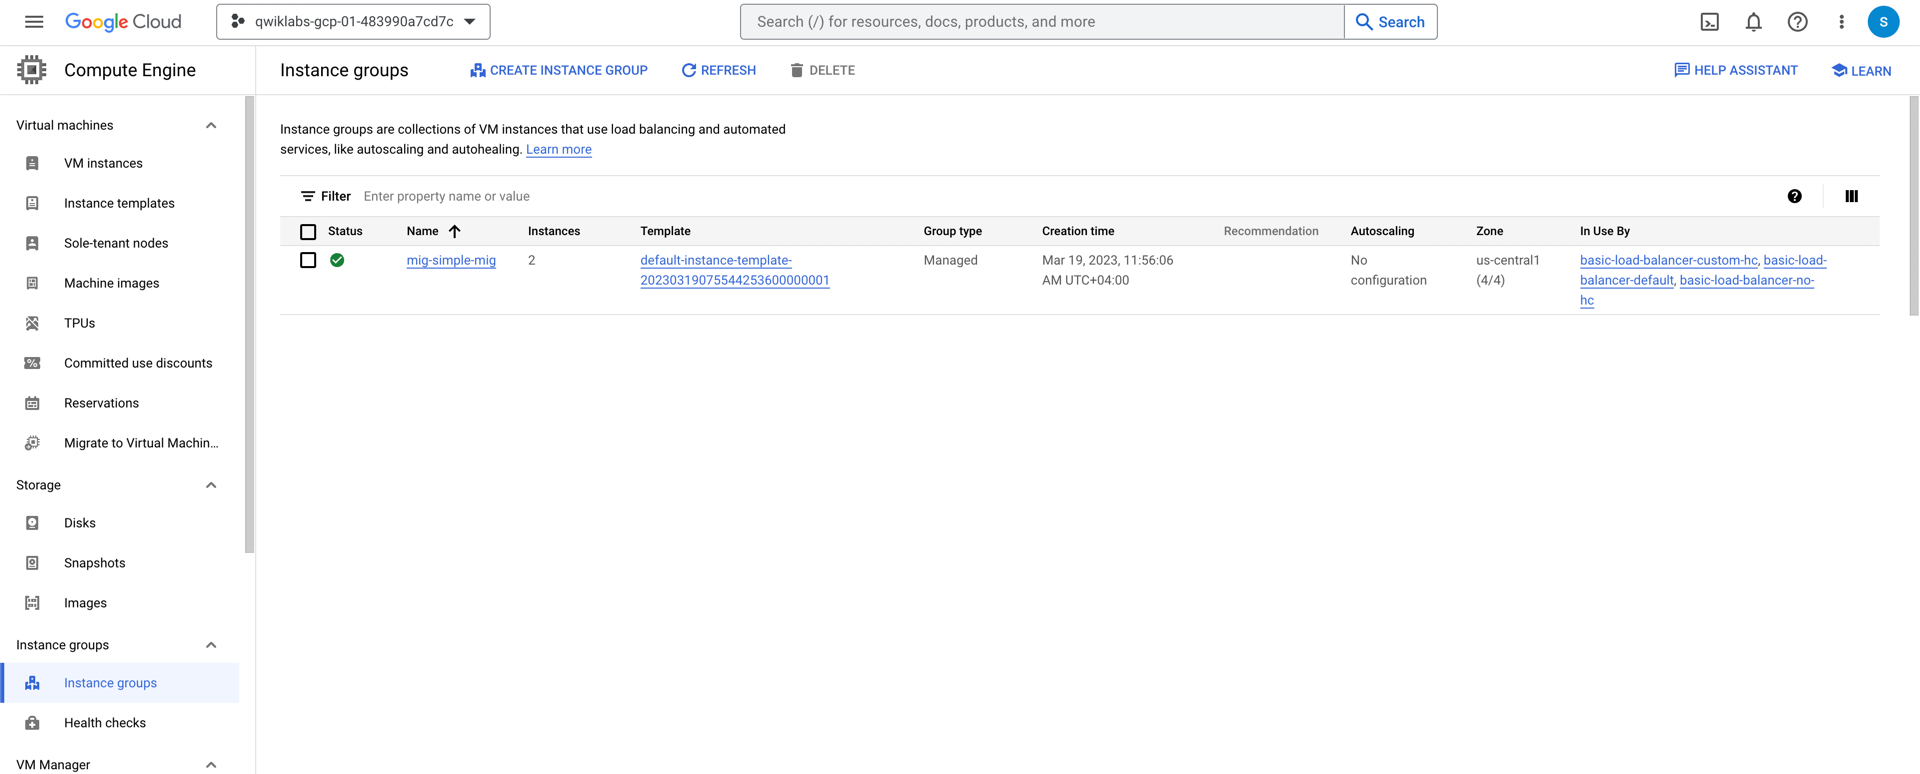 Google Cloud
qwiklabs-gcp-01-483990a7cd7c
Search (/) for resources, docs, products, and more
Search
S
Compute Engine
Instance groups
CREATE INSTANCE GROUP
REFRESH
DELETE
HELP ASSISTANT
LEARN
Virtual machines
VM instances
Instance templates
Sole-tenant nodes
Machine images
TPUs
Committed use discounts
Reservations
Migrate to Virtual Machin...
Storage
Disks
Snapshots
Images
Instance groups
Instance groups
Health checks
VM Manager
Instance groups are collections of VM instances that use load balancing and automated
services, like autoscaling and autohealing. Learn more
Filter Enter property name or value
Status Name Instances Template Group type Creation time Recommendation Autoscaling Zone In Use By
mig-simple-mig 2 default-instance-template- Managed Mar 19, 2023, 11:56:06 No us-central1 basic-load-balancer-custom-hc, basic-load-
20230319075544253600000001 AM UTC+04:00 configuration (4/4) balancer-default, basic-load-balancer-no-
hc